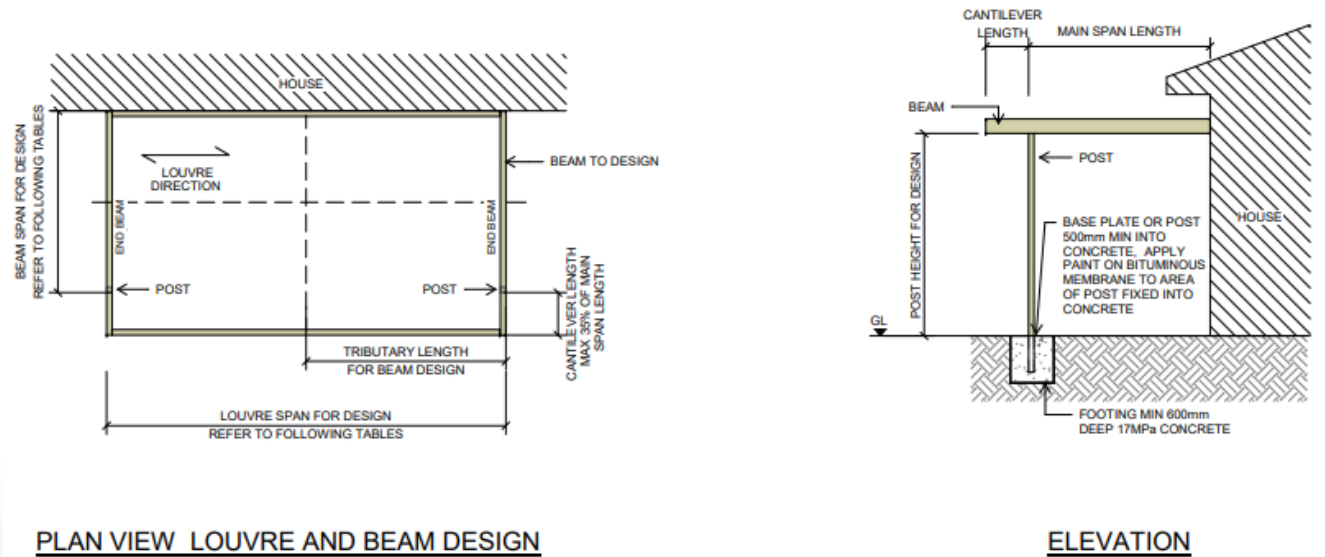 HOUSE
BEAM SPAN FOR DESIGN
REFER TO FOLLOWING TABLES
LOUVRE
DIRECTION
END BEAM
END BEAM
BEAM TO DESIGN
POST
POST
CANTILEVER LENGTH
MAX 35% OF MAIN
SPAN LENGTH
TRIBUTARY LENGTH
FOR BEAM DESIGN
LOUVRE SPAN FOR DESIGN
REFER TO FOLLOWING TABLES
PLAN VIEW LOUVRE AND BEAM DESIGN
CANTILEVER
LENGTH
MAIN SPAN LENGTH
BEAM
POST
POST HEIGHT FOR DESIGN
HOUSE
BASE PLATE OR POST
500mm MIN INTO
CONCRETE, APPLY
PAINT ON BITUMINOUS
MEMBRANE TO AREA
OF POST FIXED INTO
CONCRETE
GL
FOOTING MIN 600mm
DEEP 17MPa CONCRETE
ELEVATION